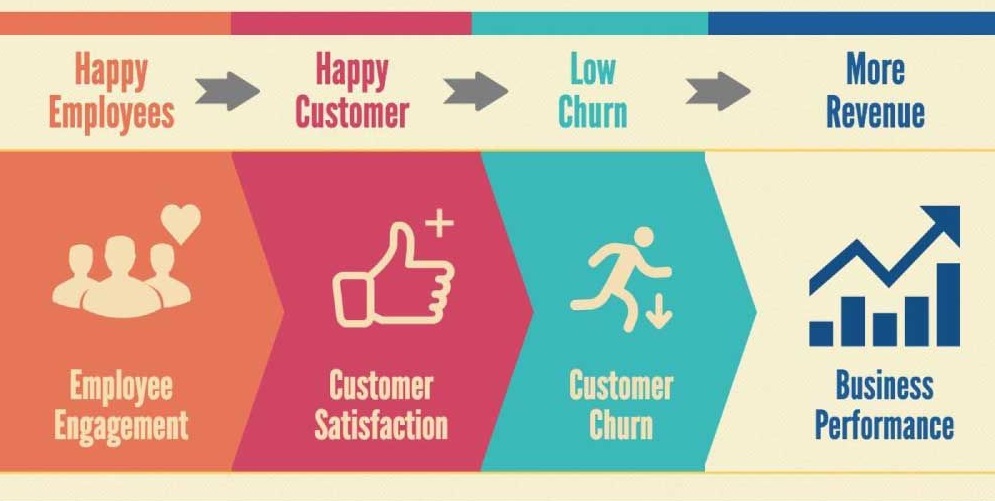 Happy
Employees
Happy
Customer
Low
Churn
More
Revenue
Employee
Engagement
Customer
Satisfaction
Customer
Churn
Business
Performance